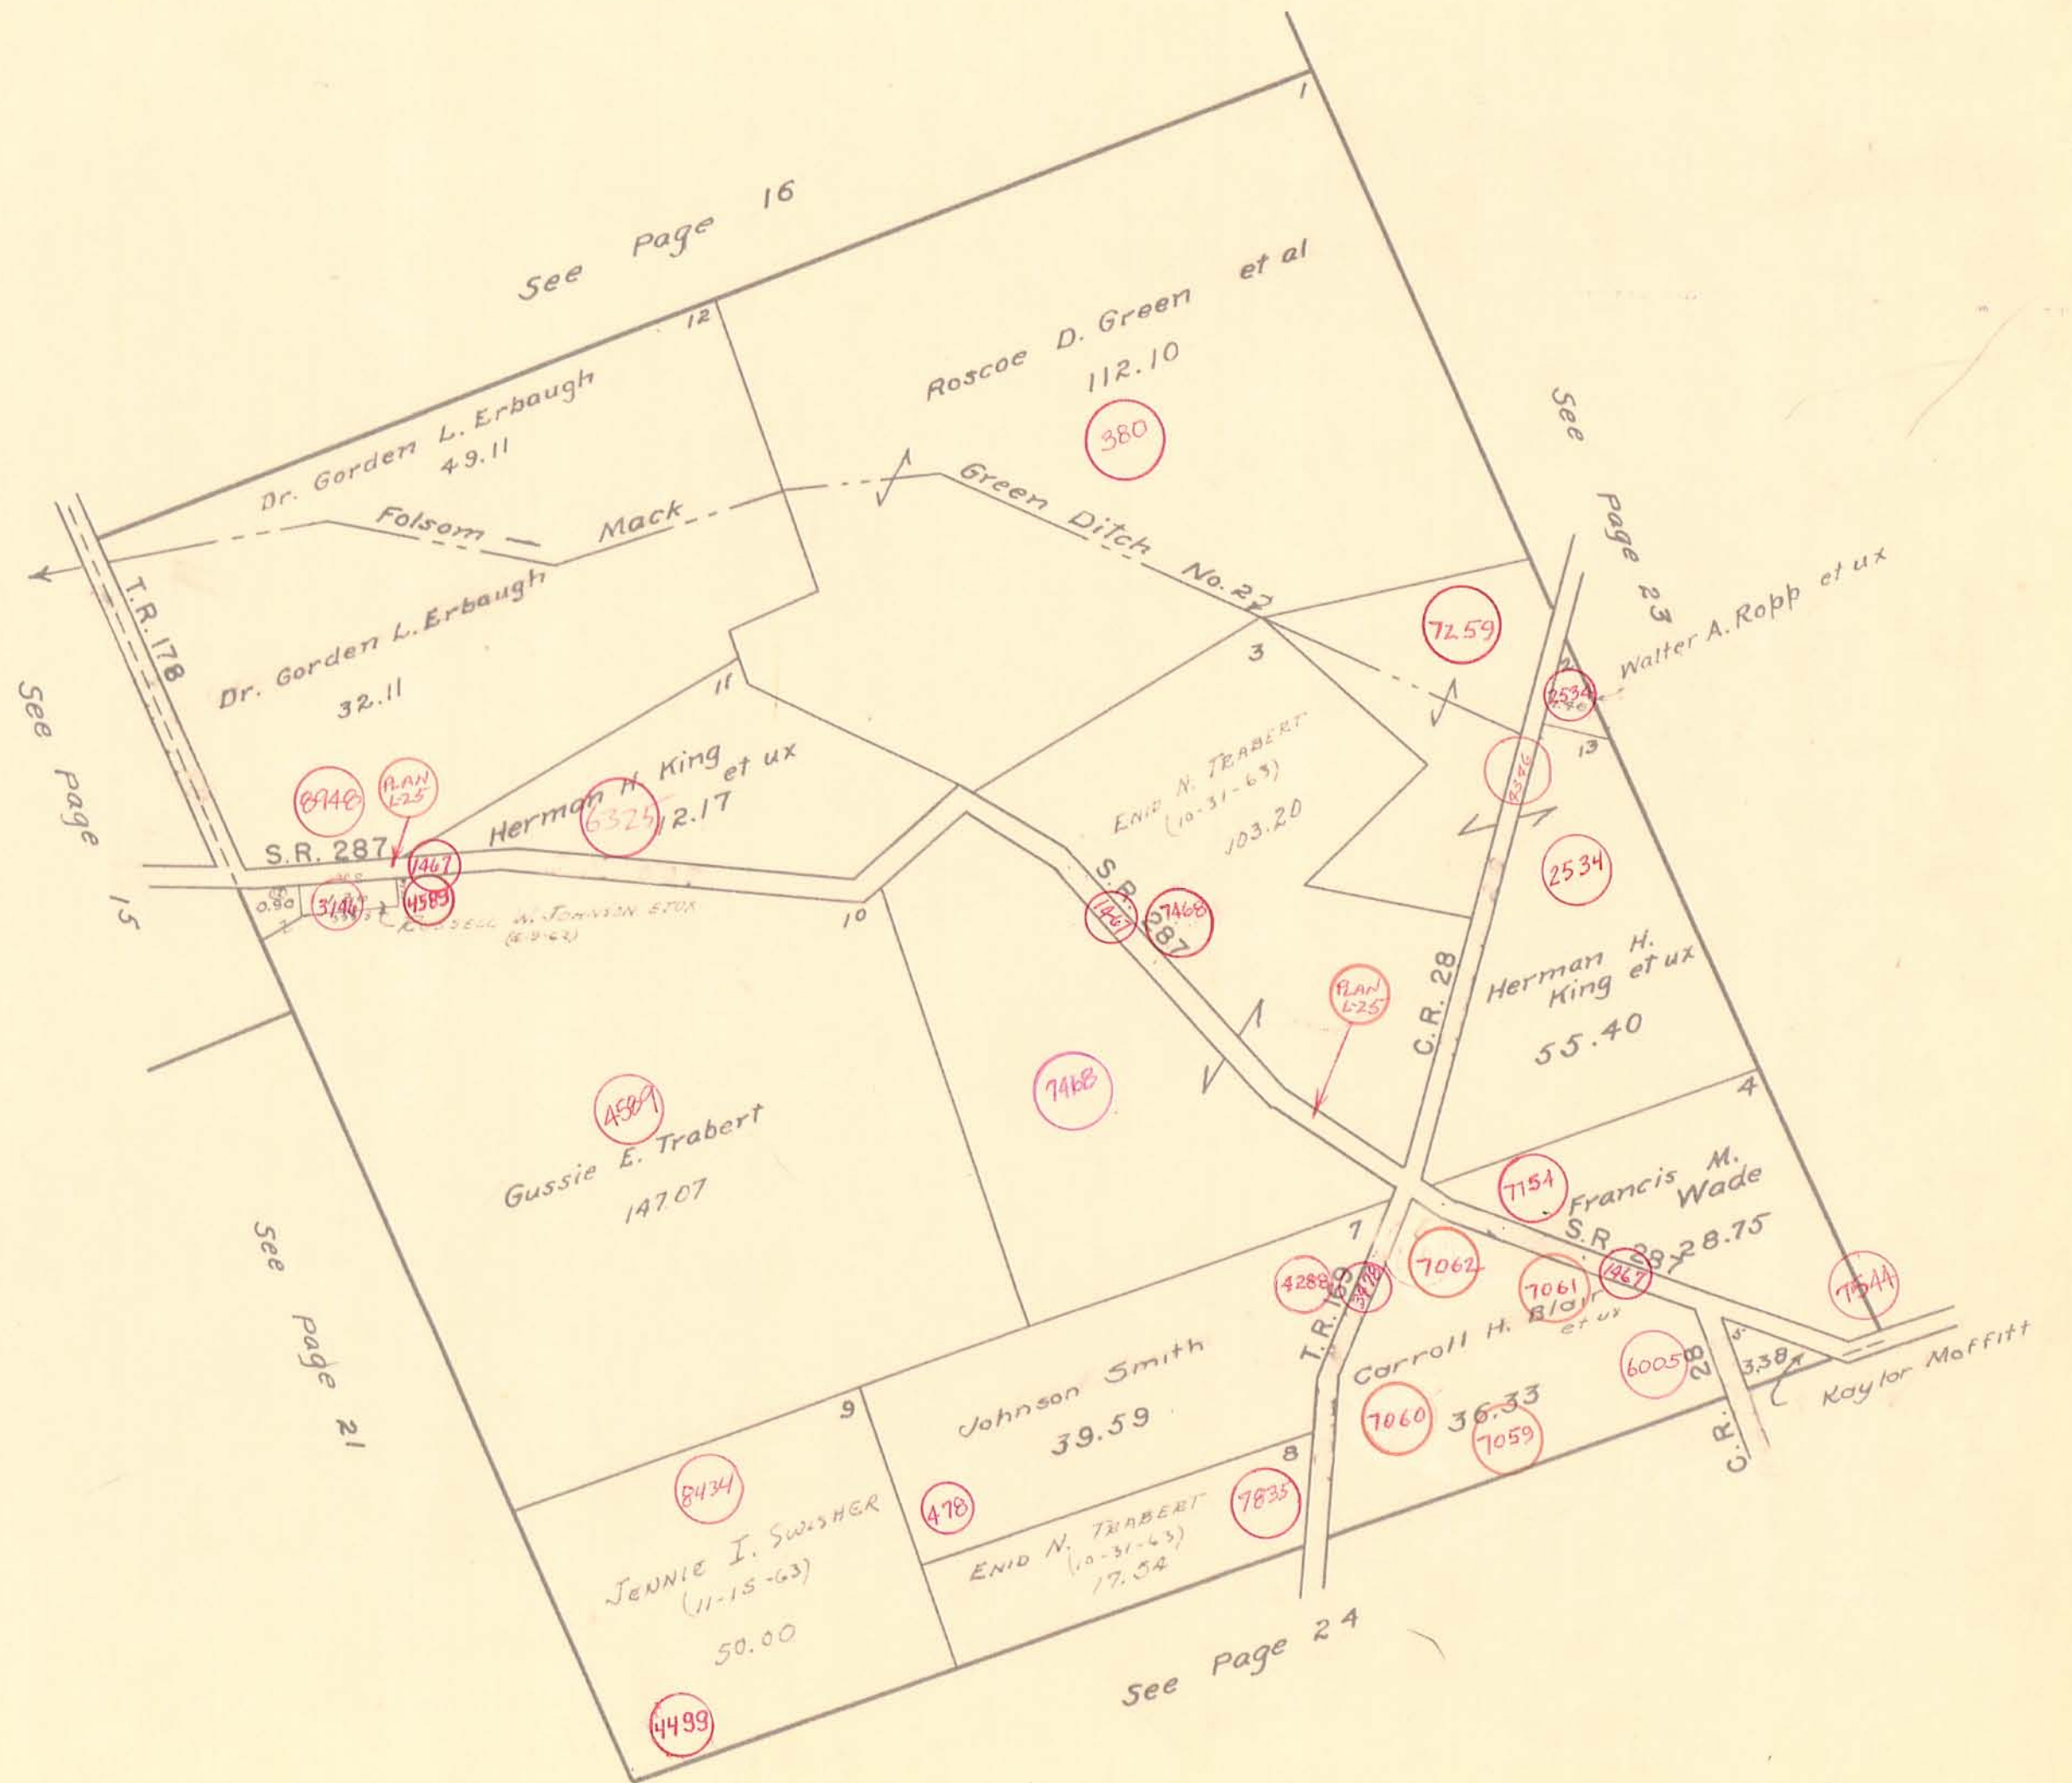 See Page 16
1
12
Roscoe D. Green et al
112.10
380
Dr. Gorden L. Erbaugh
49.11
Folsom — Mack Green Ditch No. 22
T.R. 178
Dr. Gorden L. Erbaugh
32.11
See Page 15
See Page 23
7259
3
2
2534
Walter A. Ropp et ux
13
11
Herman H. King et ux
12.17
6325
8948
PLAN
L-25
S.R. 287
1467
4589
0.90
RUSSELL W. JOHNSON ETUX
10
ENID N. TRABERT
(10-31-63)
103.20
S.R. 287
1467
7468
2534
Herman H.
King et ux
55.40
C.R. 28
PLAN
L-25
7468
4
4589
Gussie E. Trabert
147.07
7154
Francis M.
Wade
28.75
S.R. 287
1467
7544
7
14288
T.R. 169
7062
7061
Carroll H. Blair
et ux
36.33
7060
7059
6005
C.R. 28
5
3.38
Kaylor Moffitt
See Page 21
9
Johnson Smith
39.59
478
8
8434
JENNIE I. SWISHER
(11-15-63)
50.00
4499
ENID N. TRABERT
(10-31-63)
17.54
7835
See Page 24